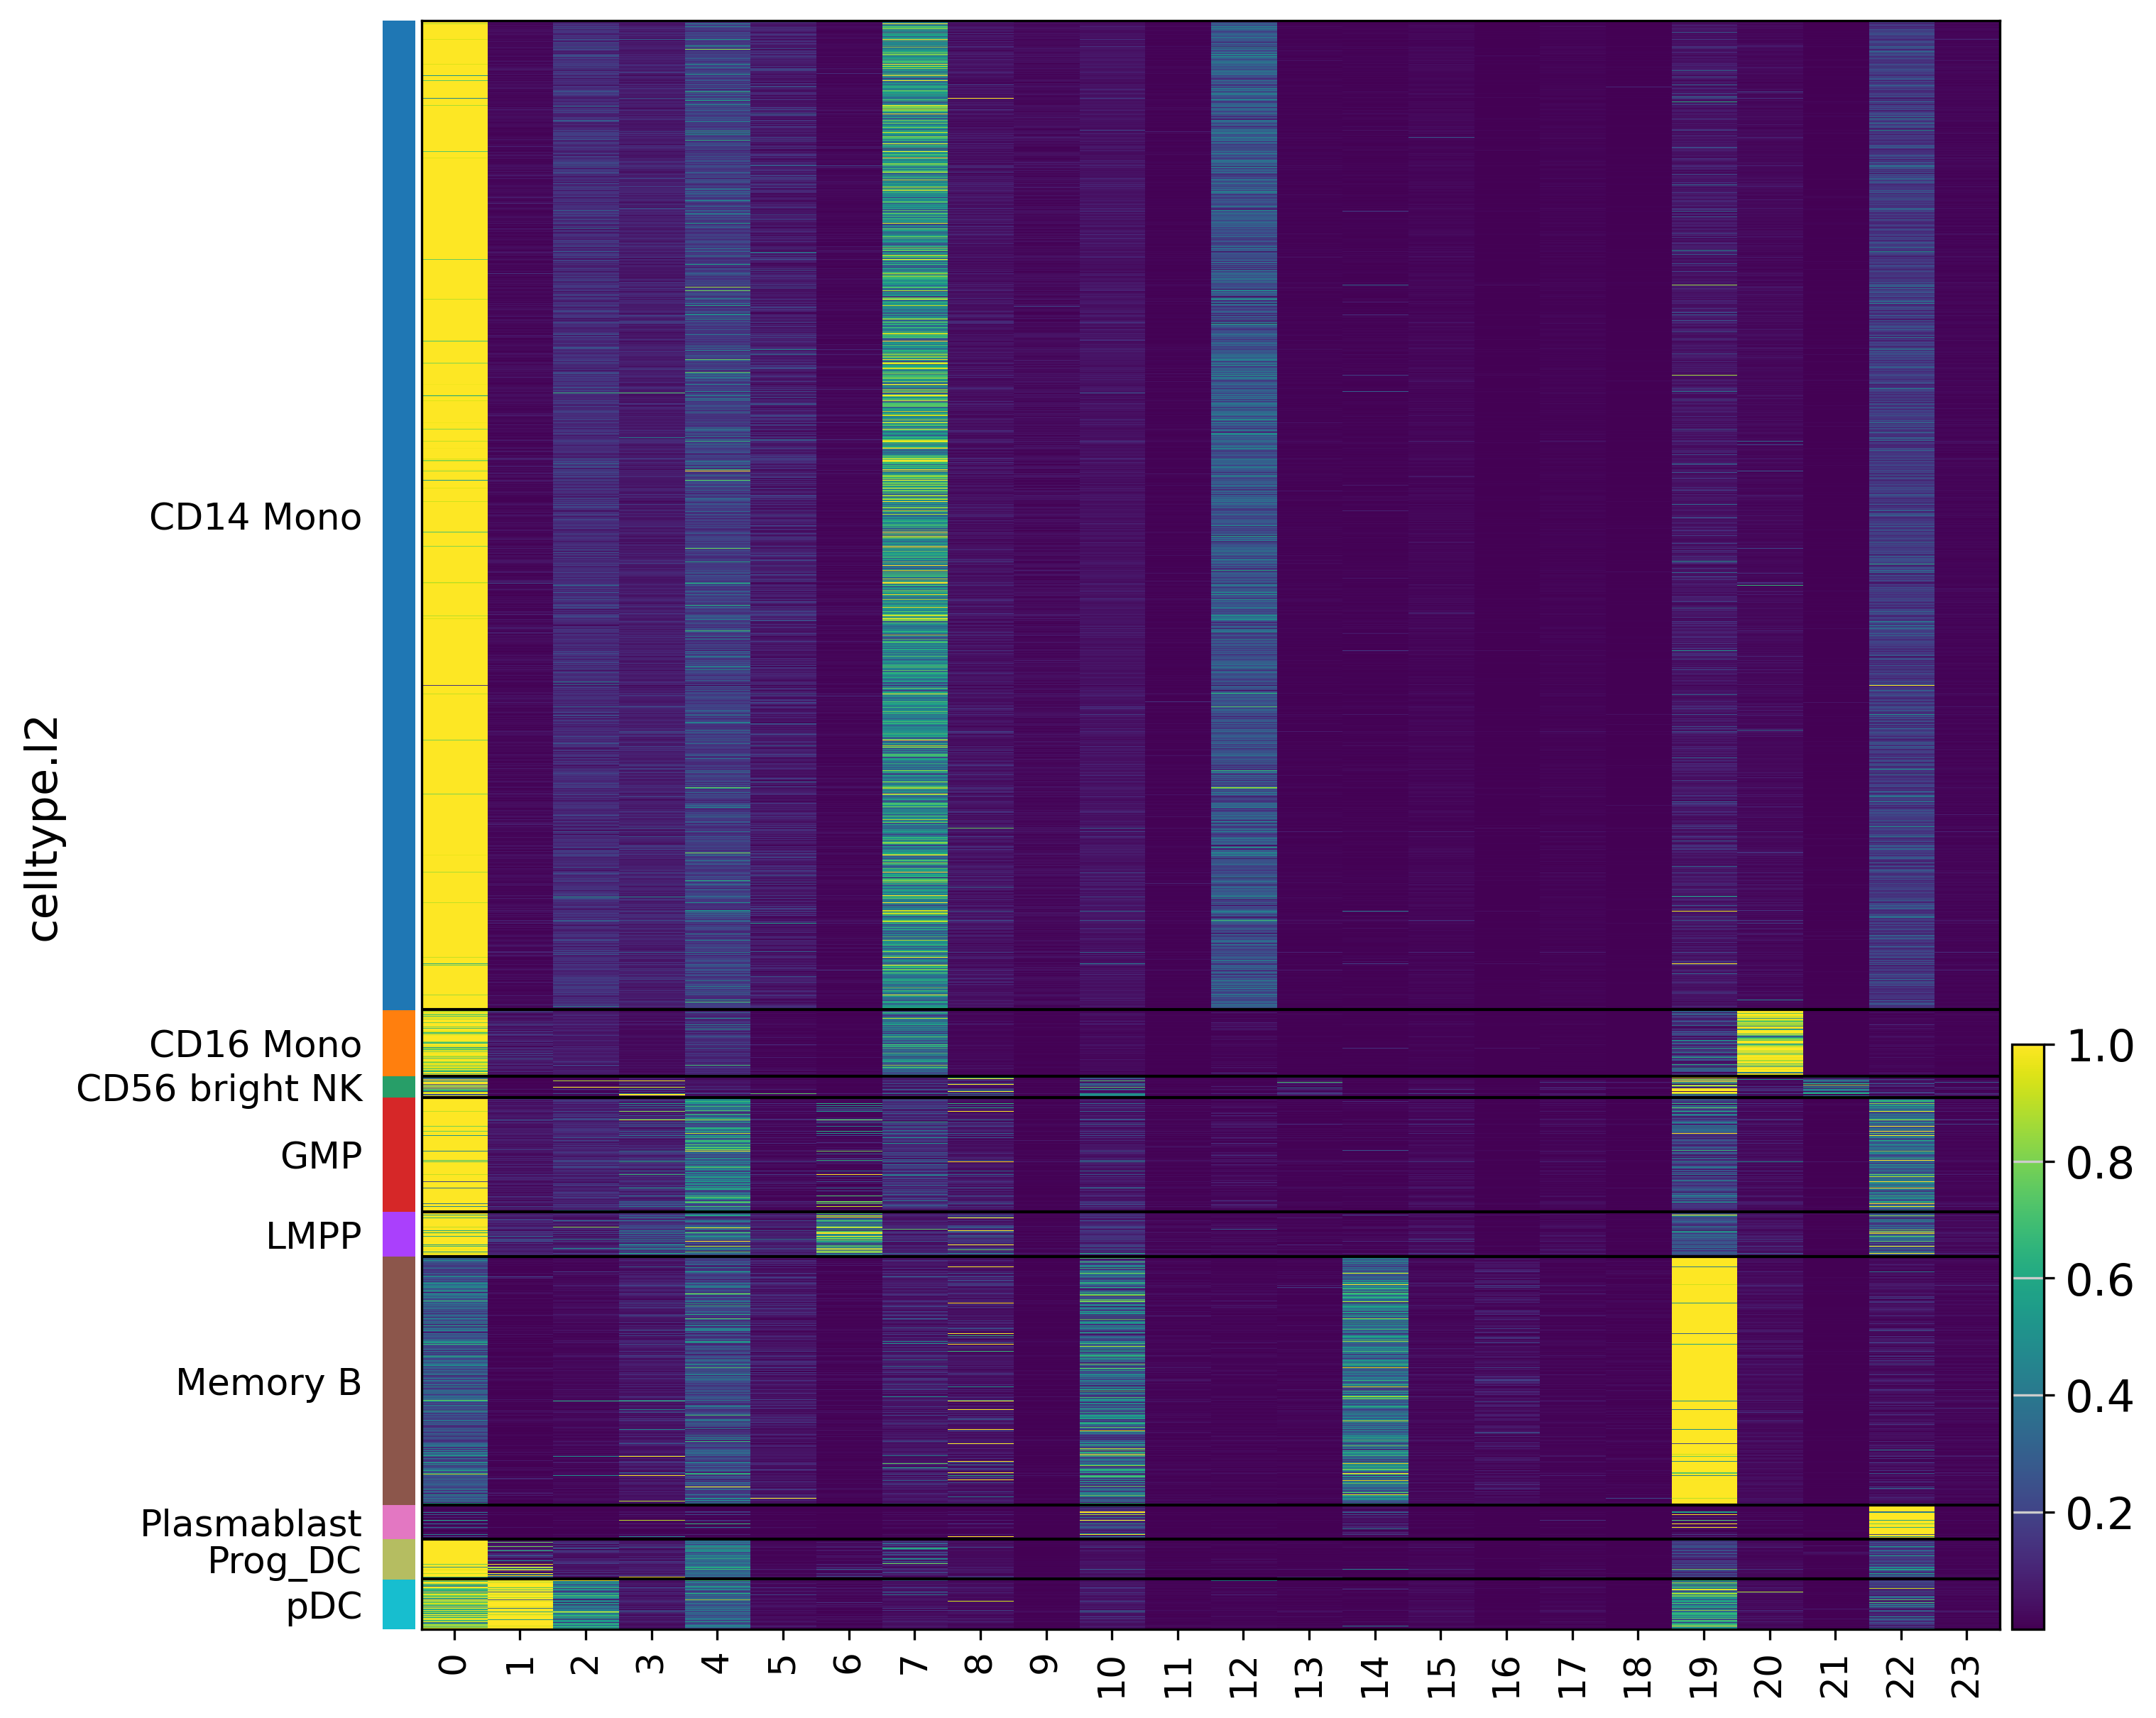 celltype.l2
CD14 Mono
CD16 Mono
CD56 bright NK
GMP
LMPP
Memory B
Plasmablast
Prog_DC
pDC
0 1 2 3 4 5 6 7 8 9 10 11 12 13 14 15 16 17 18 19 20 21 22 23
1.0
0.8
0.6
0.4
0.2